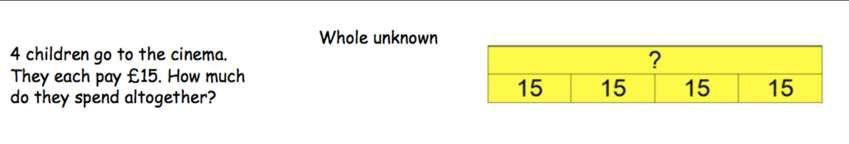 Whole unknown
4 children go to the cinema.
They each pay £15. How much
do they spend altogether?
?
15 15 15 15